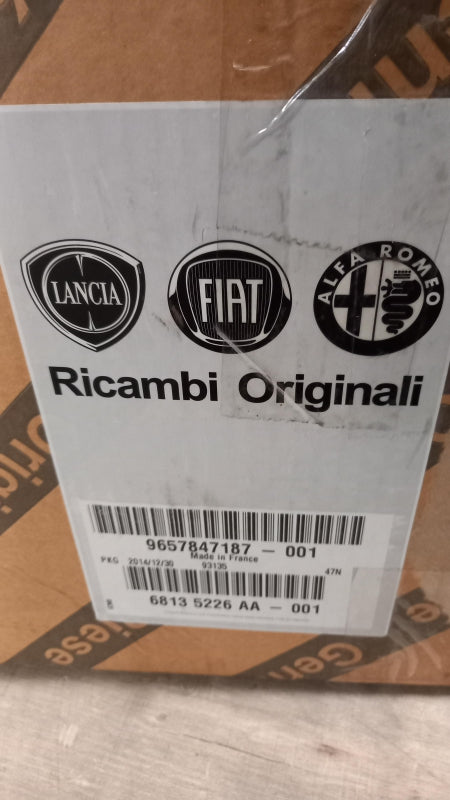 LANCIA
FIAT
ALFA ROMEO
Ricambi Originali
9657847187 - 001
Made in France
PKG 2014/12/30 93135 47N
6813 5226 AA - 001
Origi